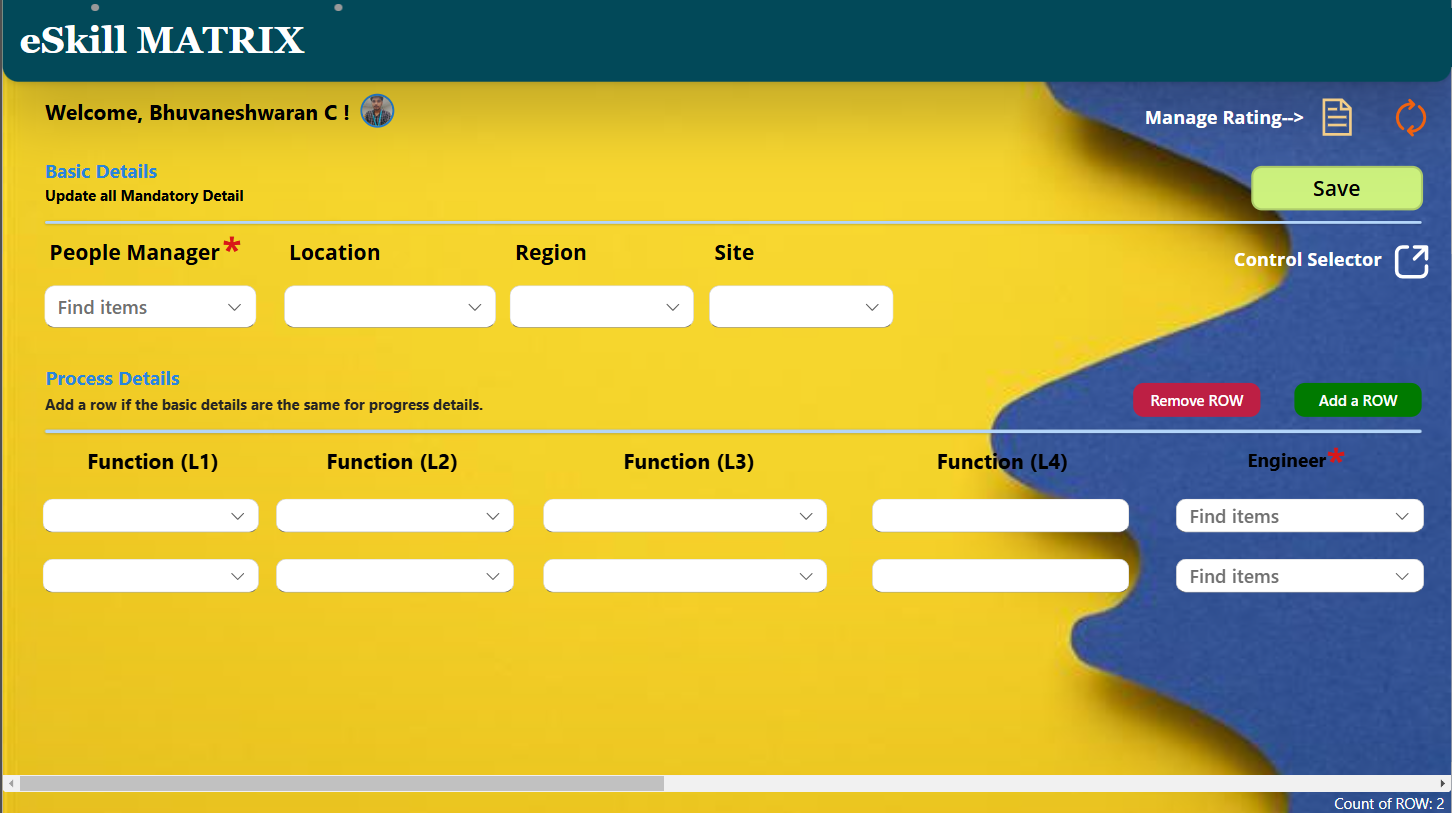 eSkill MATRIX
Welcome, Bhuvaneshwaran C !
Manage Rating-->
Basic Details
Update all Mandatory Detail
Save
People Manager * Location Region Site
Control Selector
Find items
Process Details
Add a row if the basic details are the same for progress details.
Remove ROW Add a ROW
Function (L1) Function (L2) Function (L3) Function (L4) Engineer *
Find items
Find items
Count of ROW: 2